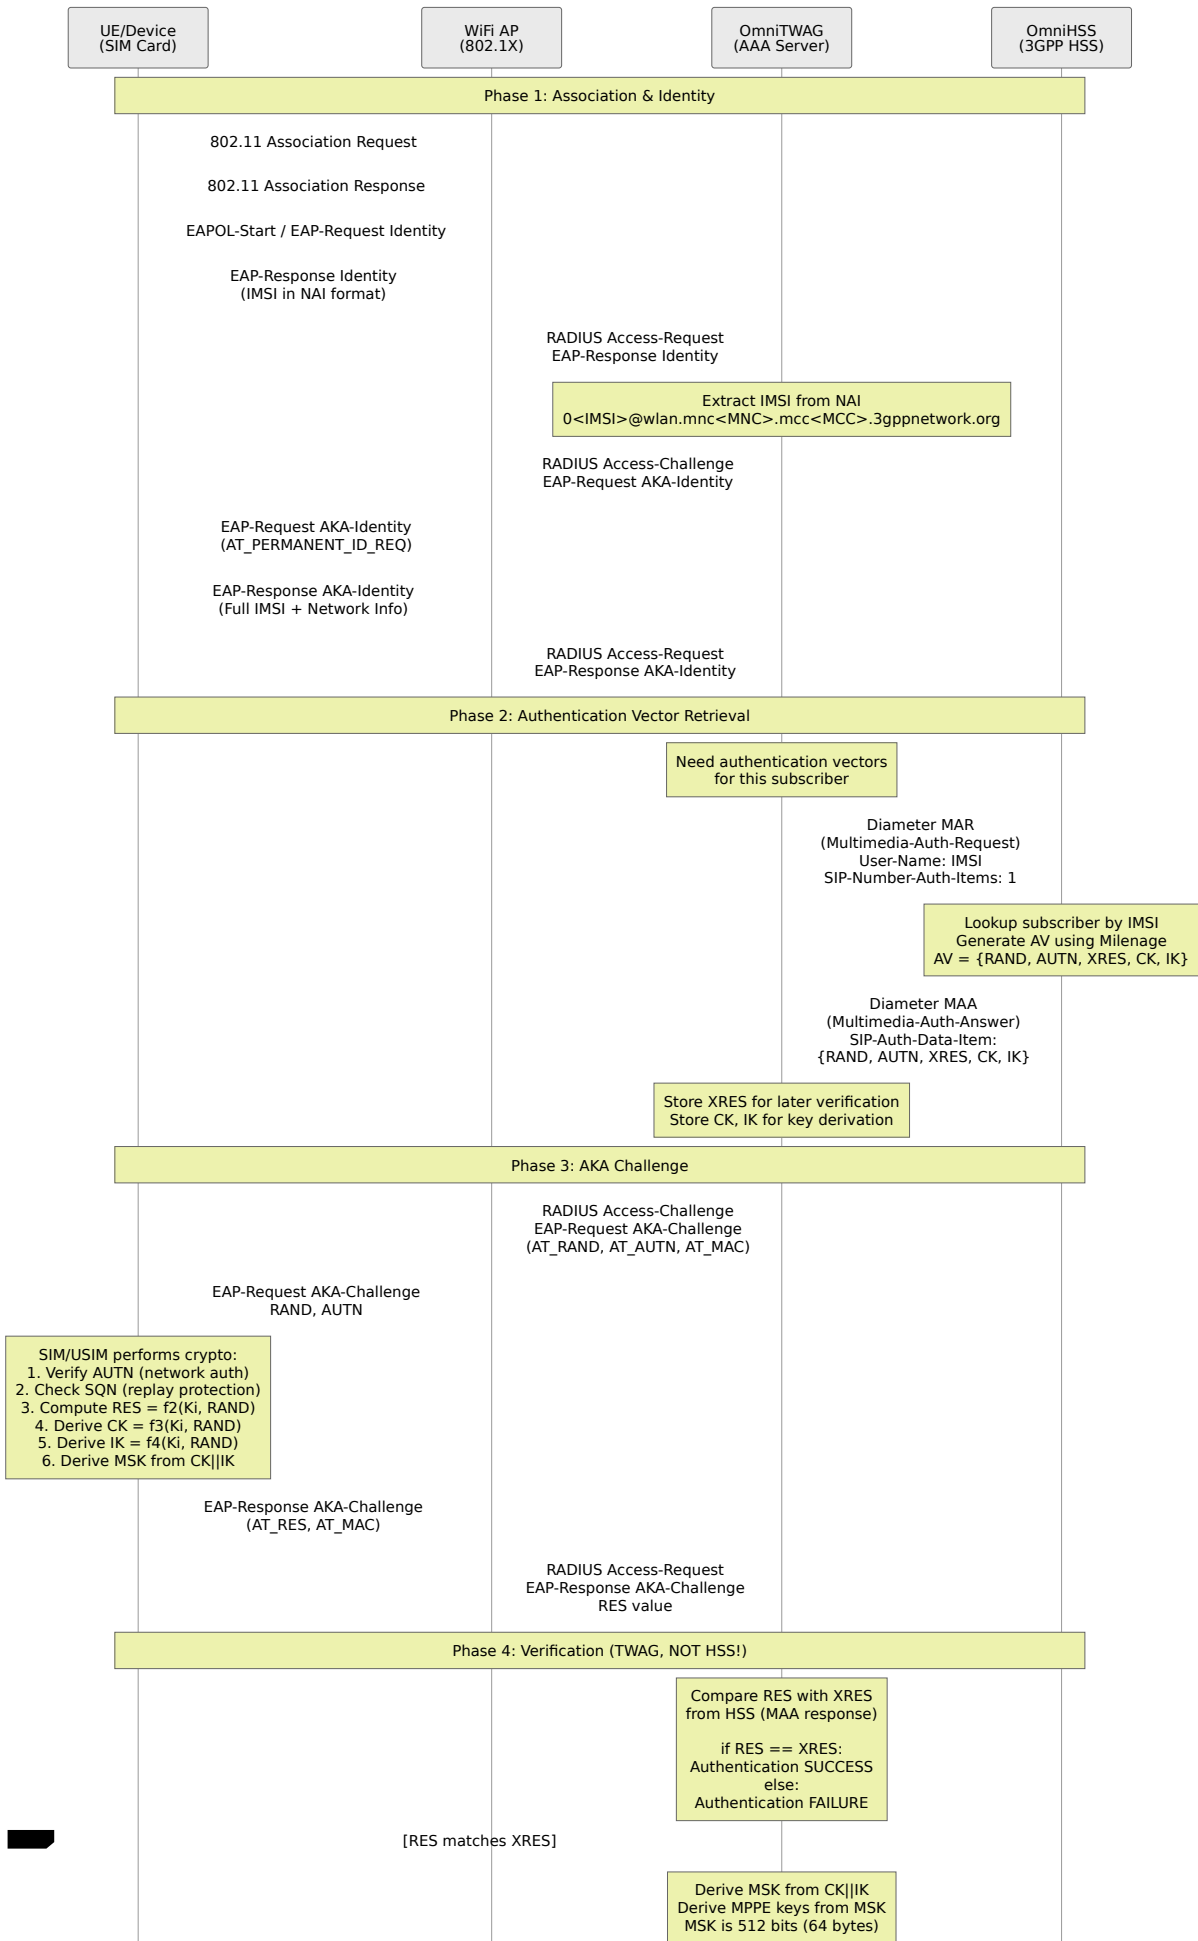 UE/Device
(SIM Card)
WiFi AP
(802.1X)
OmniTWAG
(AAA Server)
OmniHSS
(3GPP HSS)
Phase 1: Association & Identity
802.11 Association Request
802.11 Association Response
EAPOL-Start / EAP-Request Identity
EAP-Response Identity
(IMSI in NAI format)
RADIUS Access-Request
EAP-Response Identity
Extract IMSI from NAI
0<IMSI>@wlan.mnc<MNC>.mcc<MCC>.3gppnetwork.org
RADIUS Access-Challenge
EAP-Request AKA-Identity
EAP-Request AKA-Identity
(AT_PERMANENT_ID_REQ)
EAP-Response AKA-Identity
(Full IMSI + Network Info)
RADIUS Access-Request
EAP-Response AKA-Identity
Phase 2: Authentication Vector Retrieval
Need authentication vectors
for this subscriber
Diameter MAR
(Multimedia-Auth-Request)
User-Name: IMSI
SIP-Number-Auth-Items: 1
Lookup subscriber by IMSI
Generate AV using Milenage
AV = {RAND, AUTN, XRES, CK, IK}
Diameter MAA
(Multimedia-Auth-Answer)
SIP-Auth-Data-Item:
{RAND, AUTN, XRES, CK, IK}
Store XRES for later verification
Store CK, IK for key derivation
Phase 3: AKA Challenge
RADIUS Access-Challenge
EAP-Request AKA-Challenge
(AT_RAND, AT_AUTN, AT_MAC)
EAP-Request AKA-Challenge
RAND, AUTN
SIM/USIM performs crypto:
1. Verify AUTN (network auth)
2. Check SQN (replay protection)
3. Compute RES = f2(Ki, RAND)
4. Derive CK = f3(Ki, RAND)
5. Derive IK = f4(Ki, RAND)
6. Derive MSK from CK||IK
EAP-Response AKA-Challenge
(AT_RES, AT_MAC)
RADIUS Access-Request
EAP-Response AKA-Challenge
RES value
Phase 4: Verification (TWAG, NOT HSS!)
Compare RES with XRES
from HSS (MAA response)
if RES == XRES:
Authentication SUCCESS
else:
Authentication FAILURE
[RES matches XRES]
Derive MSK from CK||IK
Derive MPPE keys from MSK
MSK is 512 bits (64 bytes)